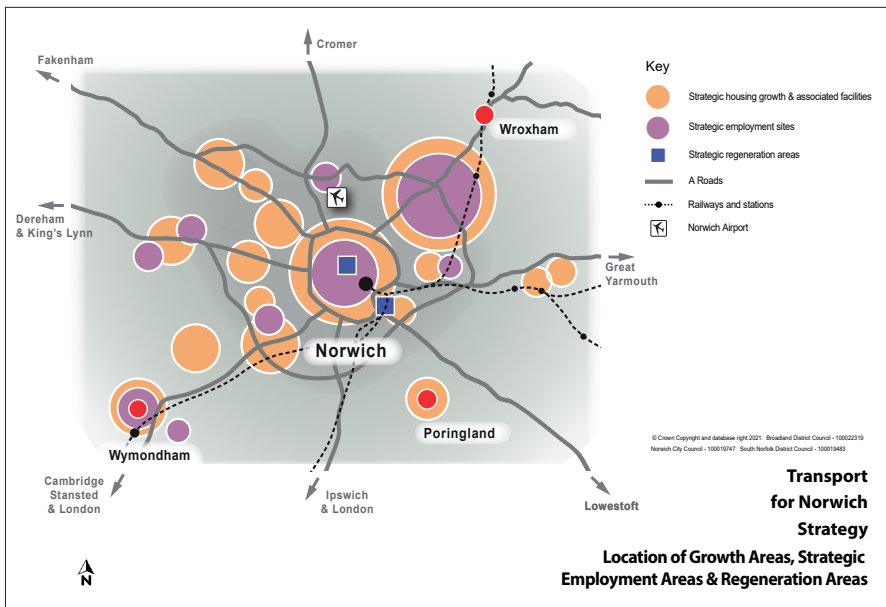 Cromer
Fakenham
Key
Strategic housing growth & associated facilities
Strategic employment sites
Strategic regeneration areas
A Roads
Railways and stations
Norwich Airport
Wroxham
Dereham
& King's Lynn
Great
Yarmouth
Norwich
Poringland
Wymondham
© Crown Copyright and database right 2021. Broadland District Council - 100022319
Norwich City Council - 100019747 South Norfolk District Council - 100019483
Cambridge
Stansted
& London
Ipswich
& London
Lowestoft
Transport
for Norwich
Strategy
Location of Growth Areas, Strategic
Employment Areas & Regeneration Areas
N